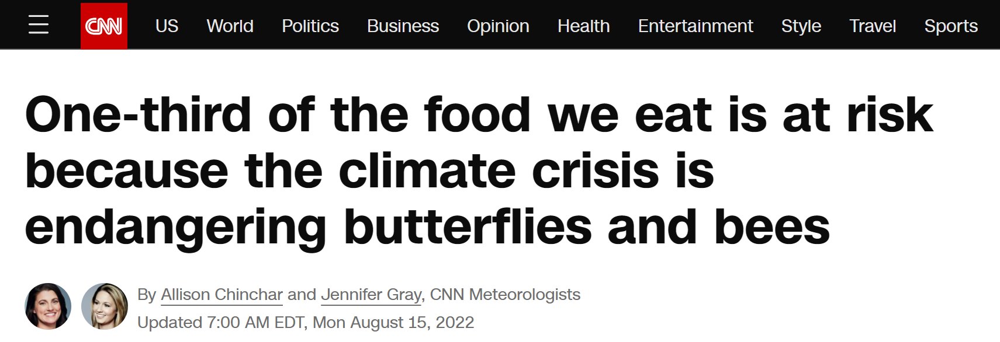 CNN US World Politics Business Opinion Health Entertainment Style Travel Sports
One-third of the food we eat is at risk
because the climate crisis is
endangering butterflies and bees
By Allison Chinchar and Jennifer Gray, CNN Meteorologists
Updated 7:00 AM EDT, Mon August 15, 2022